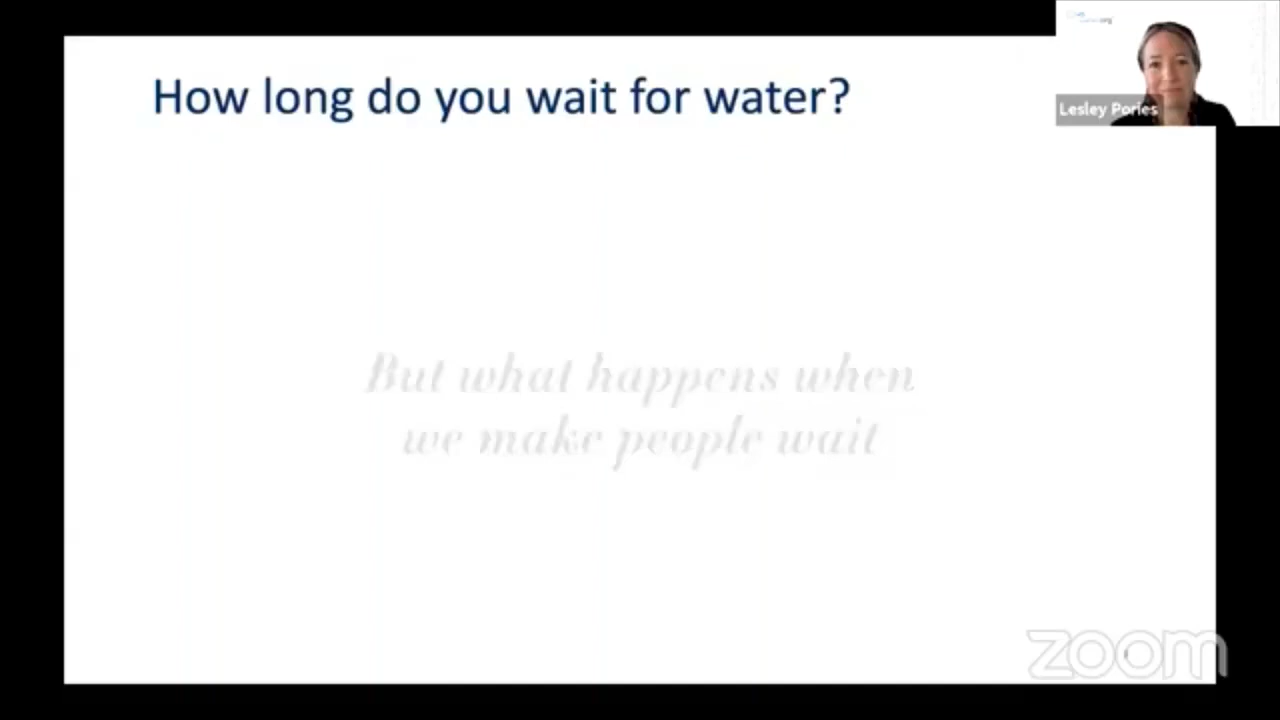 How long do you wait for water?
Lesley Pories
But what happens when
we make people wait
zoom